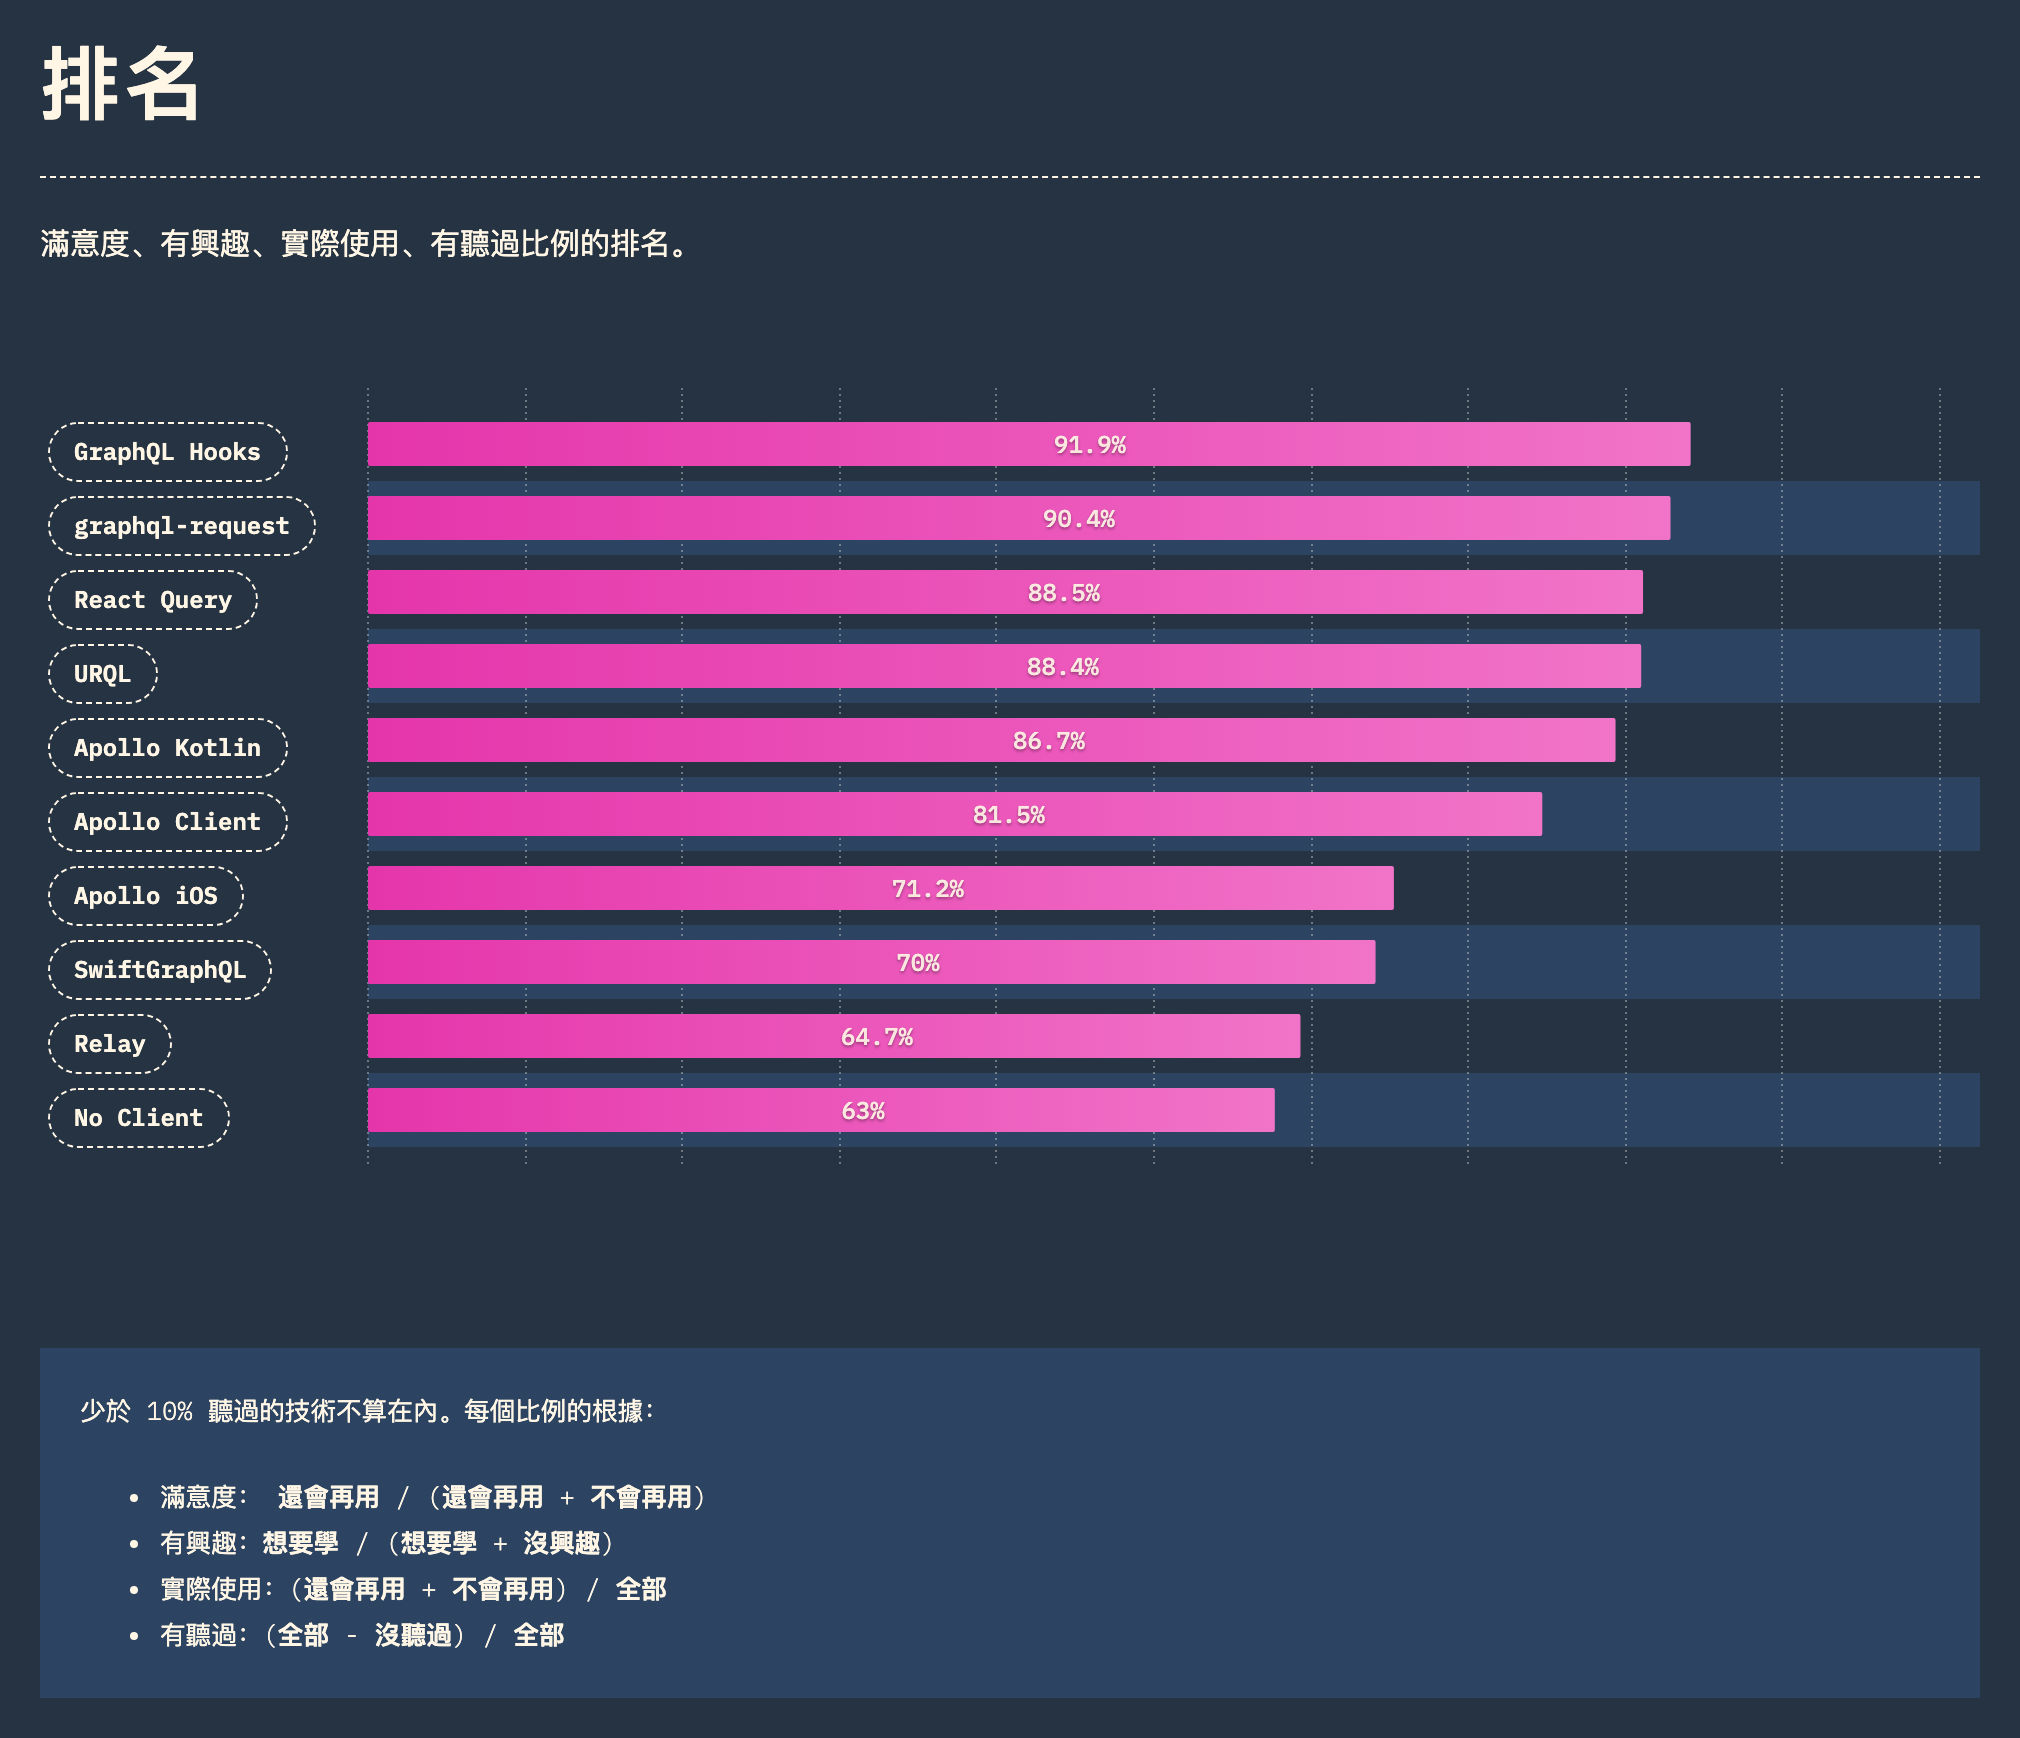 排名
滿意度、有興趣、實際使用、有聽過比例的排名。
GraphQL Hooks 91.9%
graphql-request 90.4%
React Query 88.5%
URQL 88.4%
Apollo Kotlin 86.7%
Apollo Client 81.5%
Apollo iOS 71.2%
SwiftGraphQL 70%
Relay 64.7%
No Client 63%
少於 10% 聽過的技術不算在內。每個比例的根據：
• 滿意度： 還會再用 / (還會再用 + 不會再用)
• 有興趣：想要學 / (想要學 + 沒興趣)
• 實際使用：(還會再用 + 不會再用) / 全部
• 有聽過：(全部 - 沒聽過) / 全部